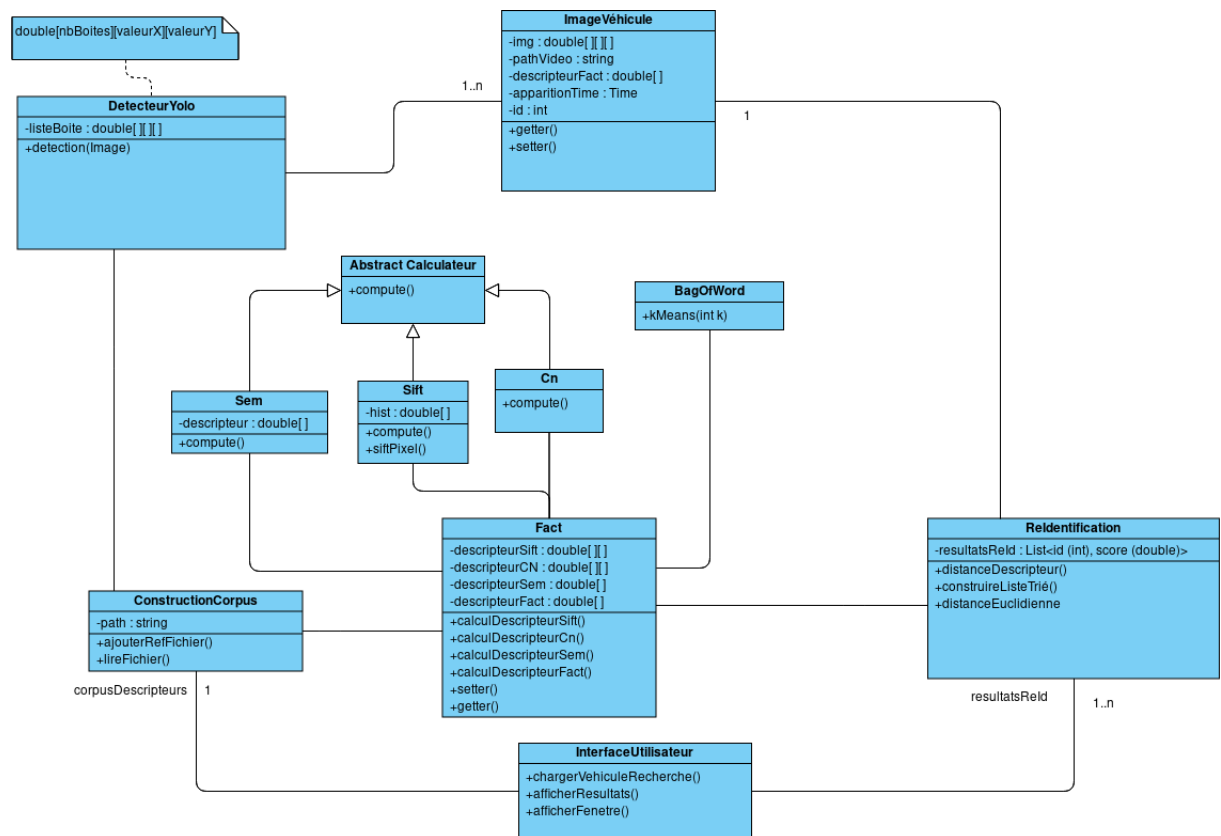 double[nbBoites][valeurX][valeurY]
DetecteurYolo
-listeBoite : double[ ][ ][ ]
+detection(Image)
1..n
ImageVéhicule
-img : double[ ][ ][ ]
-pathVideo : string
-descripteurFact : double[ ]
-apparitionTime : Time
-id : int
+getter()
+setter()
1
Abstract Calculateur
+compute()
BagOfWord
+kMeans(int k)
Sem
-descripteur : double[ ]
+compute()
Sift
-hist : double[ ]
+compute()
+siftPixel()
Cn
+compute()
Fact
-descripteurSift : double[ ][ ]
-descripteurCN : double[ ][ ]
-descripteurSem : double[ ]
-descripteurFact : double[ ]
+calculDescripteurSift()
+calculDescripteurCn()
+calculDescripteurSem()
+calculDescripteurFact()
+setter()
+getter()
ReIdentification
-resultatsReId : List<id (int), score (double)>
+distanceDescripteur()
+construireListeTrié()
+distanceEuclidienne
ConstructionCorpus
-path : string
+ajouterRefFichier()
+lireFichier()
corpusDescripteurs
1
resultatsReId
1..n
InterfaceUtilisateur
+chargerVehiculeRecherche()
+afficherResultats()
+afficherFenetre()